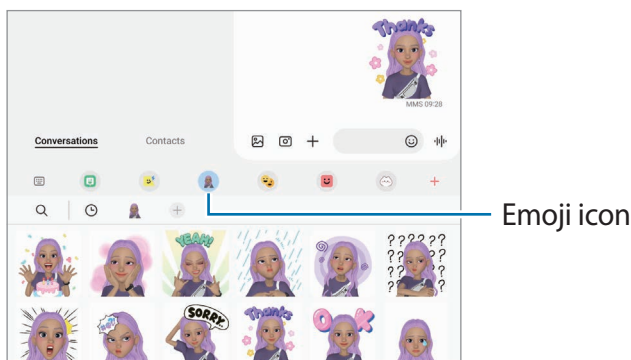 Thanks
MMS 09:28
Conversations
Contacts
Emoji icon
YEAH!
? ? ? ? ? ?
SORRY
Thanks
OK